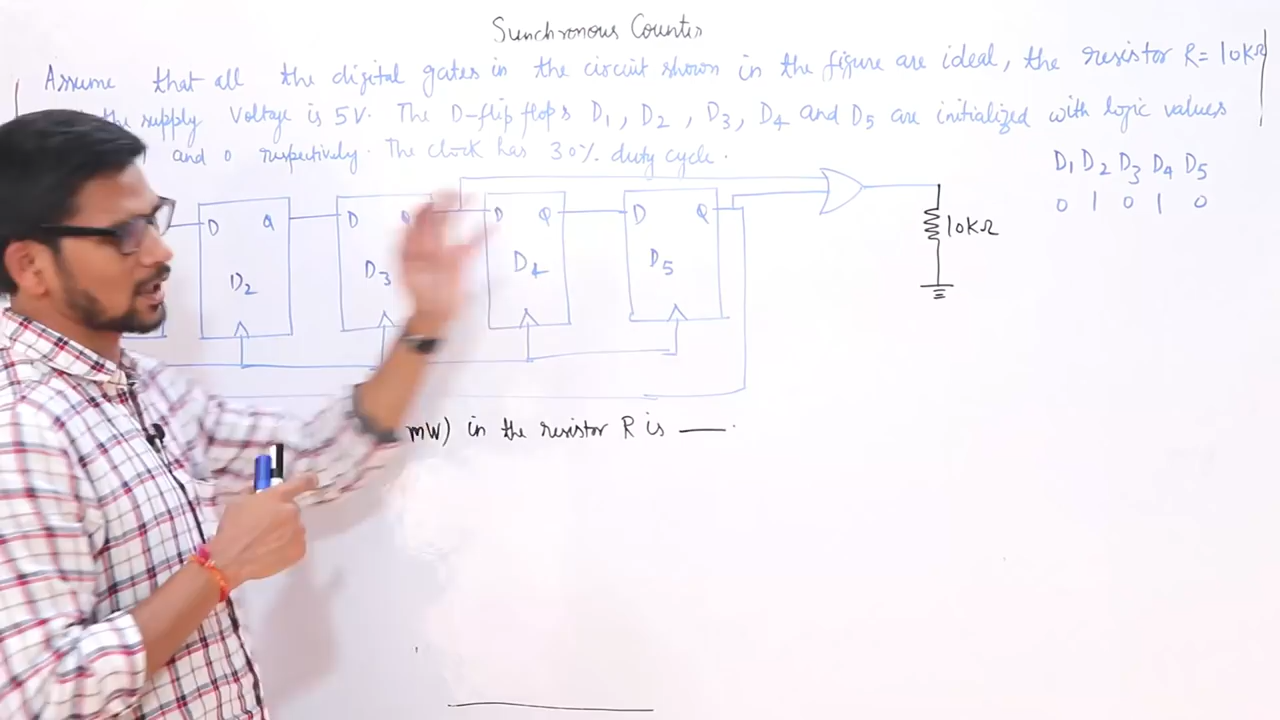 Sunchronous Counter
Assume that all the digital gates in the circuit shown in the figure are ideal, the resistor R = 10KΩ
the supply Voltage is 5V. The D-flip flops D1, D2, D3, D4 and D5 are initialized with logic values
and 0 respectively. The clock has 30% duty cycle.
D1 D2 D3 D4 D5
0 1 0 1 0
D Q D Q D Q D Q
10KΩ
D2 D3 D4 D5
mW) in the resistor R is ___.